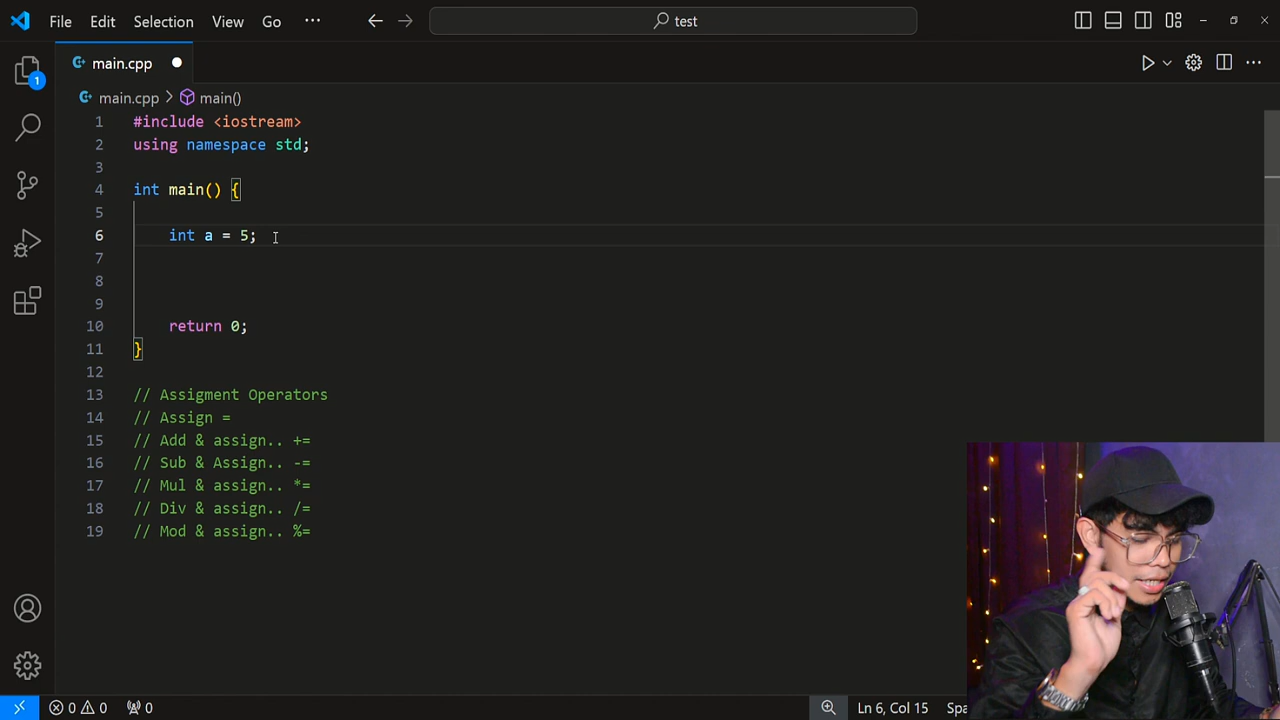 File Edit Selection View Go ··· test
main.cpp
main.cpp > main()
1 #include <iostream>
2 using namespace std;
3
4 int main() {
5
6 int a = 5;
7
8
9
10 return 0;
11 }
12
13 // Assigment Operators
14 // Assign =
15 // Add & assign.. +=
16 // Sub & Assign.. -=
17 // Mul & assign.. *=
18 // Div & assign.. /=
19 // Mod & assign.. %=
1
0 0 0 Ln 6, Col 15 Spa